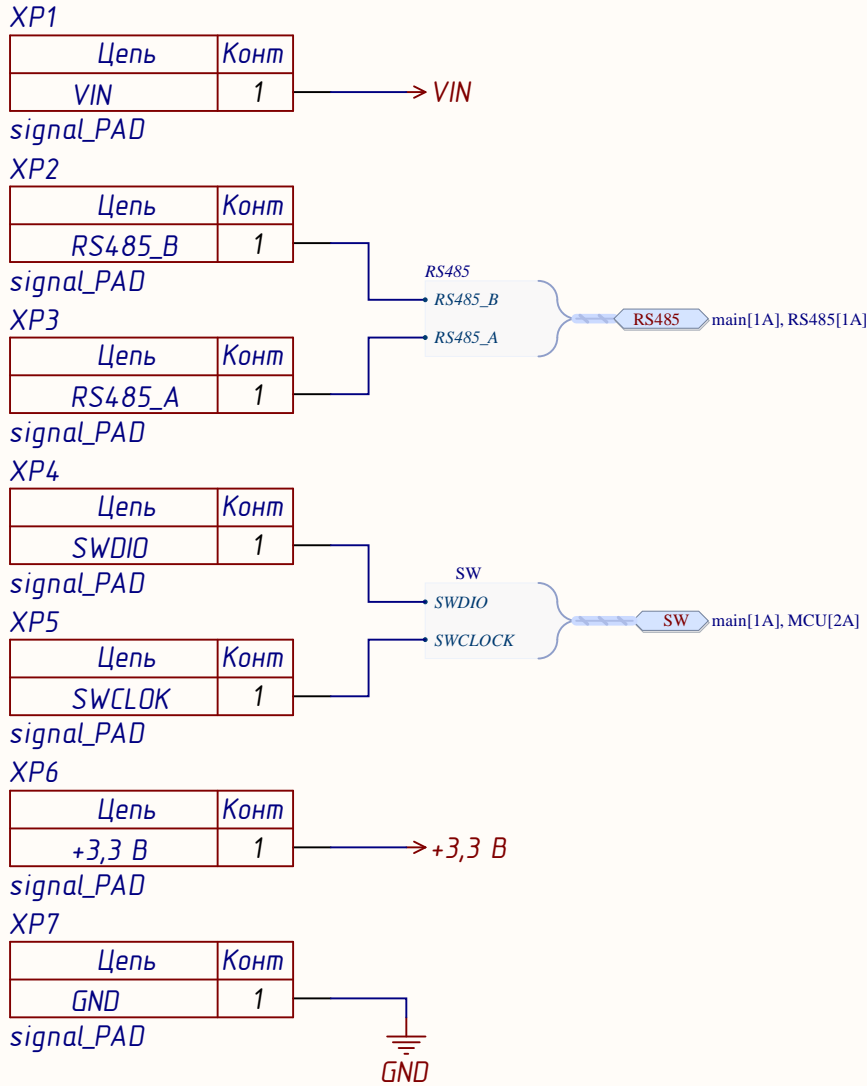 XP1
Цепь Конт
VIN 1 VIN
signal_PAD
XP2
Цепь Конт
RS485_B 1
signal_PAD
XP3
Цепь Конт
RS485_A 1
signal_PAD
RS485
RS485_B
RS485_A
RS485 main[1A], RS485[1A]
XP4
Цепь Конт
SWDIO 1
signal_PAD
XP5
Цепь Конт
SWCLOK 1
signal_PAD
SW
SWDIO
SWCLOCK
SW main[1A], MCU[2A]
XP6
Цепь Конт
+3,3 В 1 +3,3 В
signal_PAD
XP7
Цепь Конт
GND 1
signal_PAD
GND